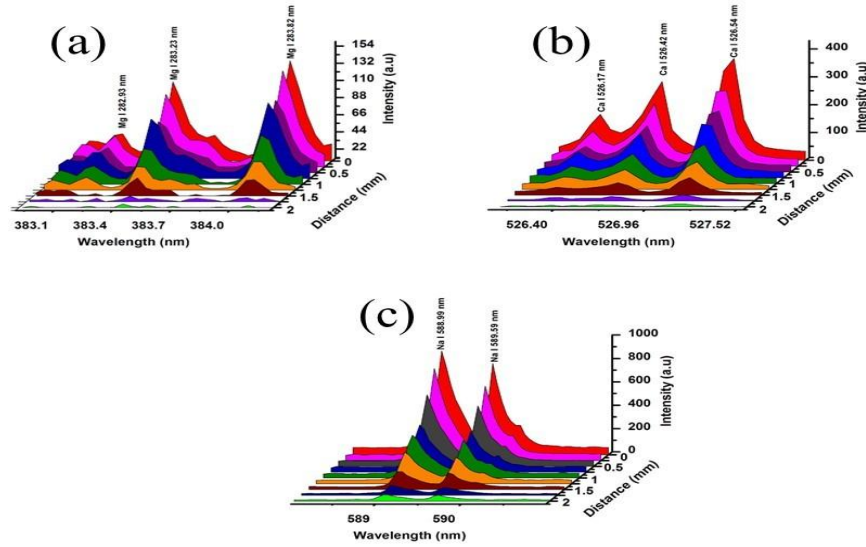 (a)
Mg I 282.93 nm
Mg I 283.23 nm
Mg I 283.82 nm
154
132
110
88
66
44
22
0
0.5
1
1.5
2
Intensity (a.u)
Distance (mm)
383.1 383.4 383.7 384.0
Wavelength (nm)
(b)
Ca I 526.17 nm
Ca I 526.42 nm
Ca I 526.54 nm
400
300
200
100
0
0
0.5
1
1.5
2
Intensity (a.u)
Distance (mm)
526.40 526.96 527.52
Wavelength (nm)
(c)
Na I 588.99 nm
Na I 589.59 nm
1000
800
600
400
200
0
0
0.5
1
1.5
2
Intensity (a.u)
Distance (mm)
589 590
Wavelength (nm)